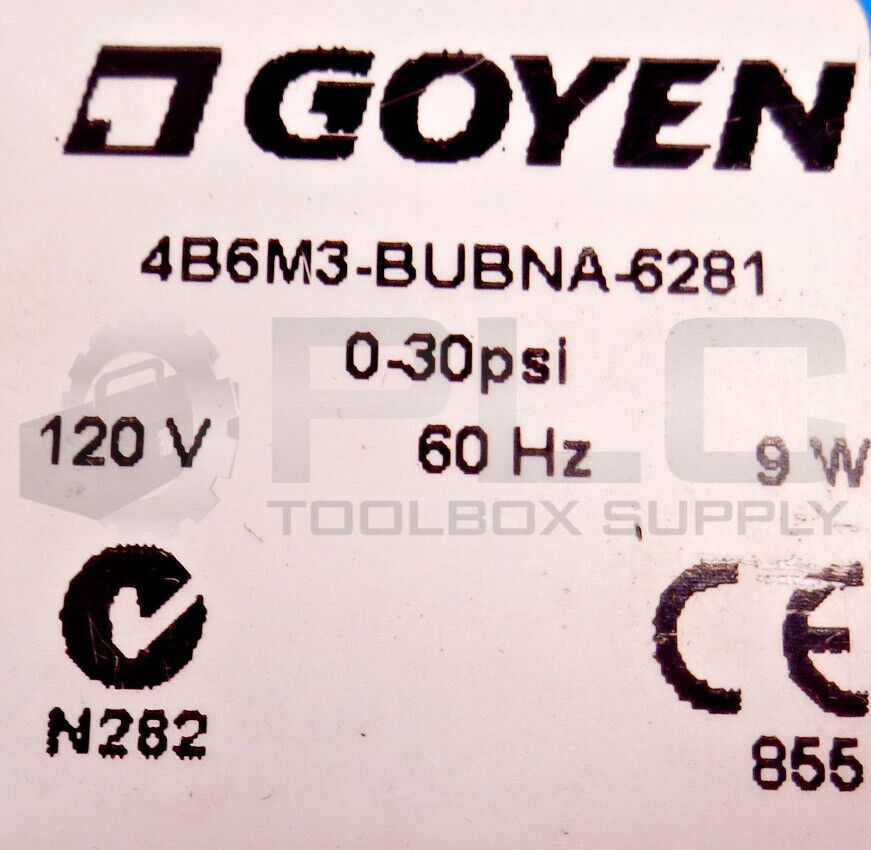 GOYEN
4B6M3-BUBNA-6281
0-30psi
120 V 60 Hz 9 W
PLC
TOOLBOX SUPPLY
CE
N282
855